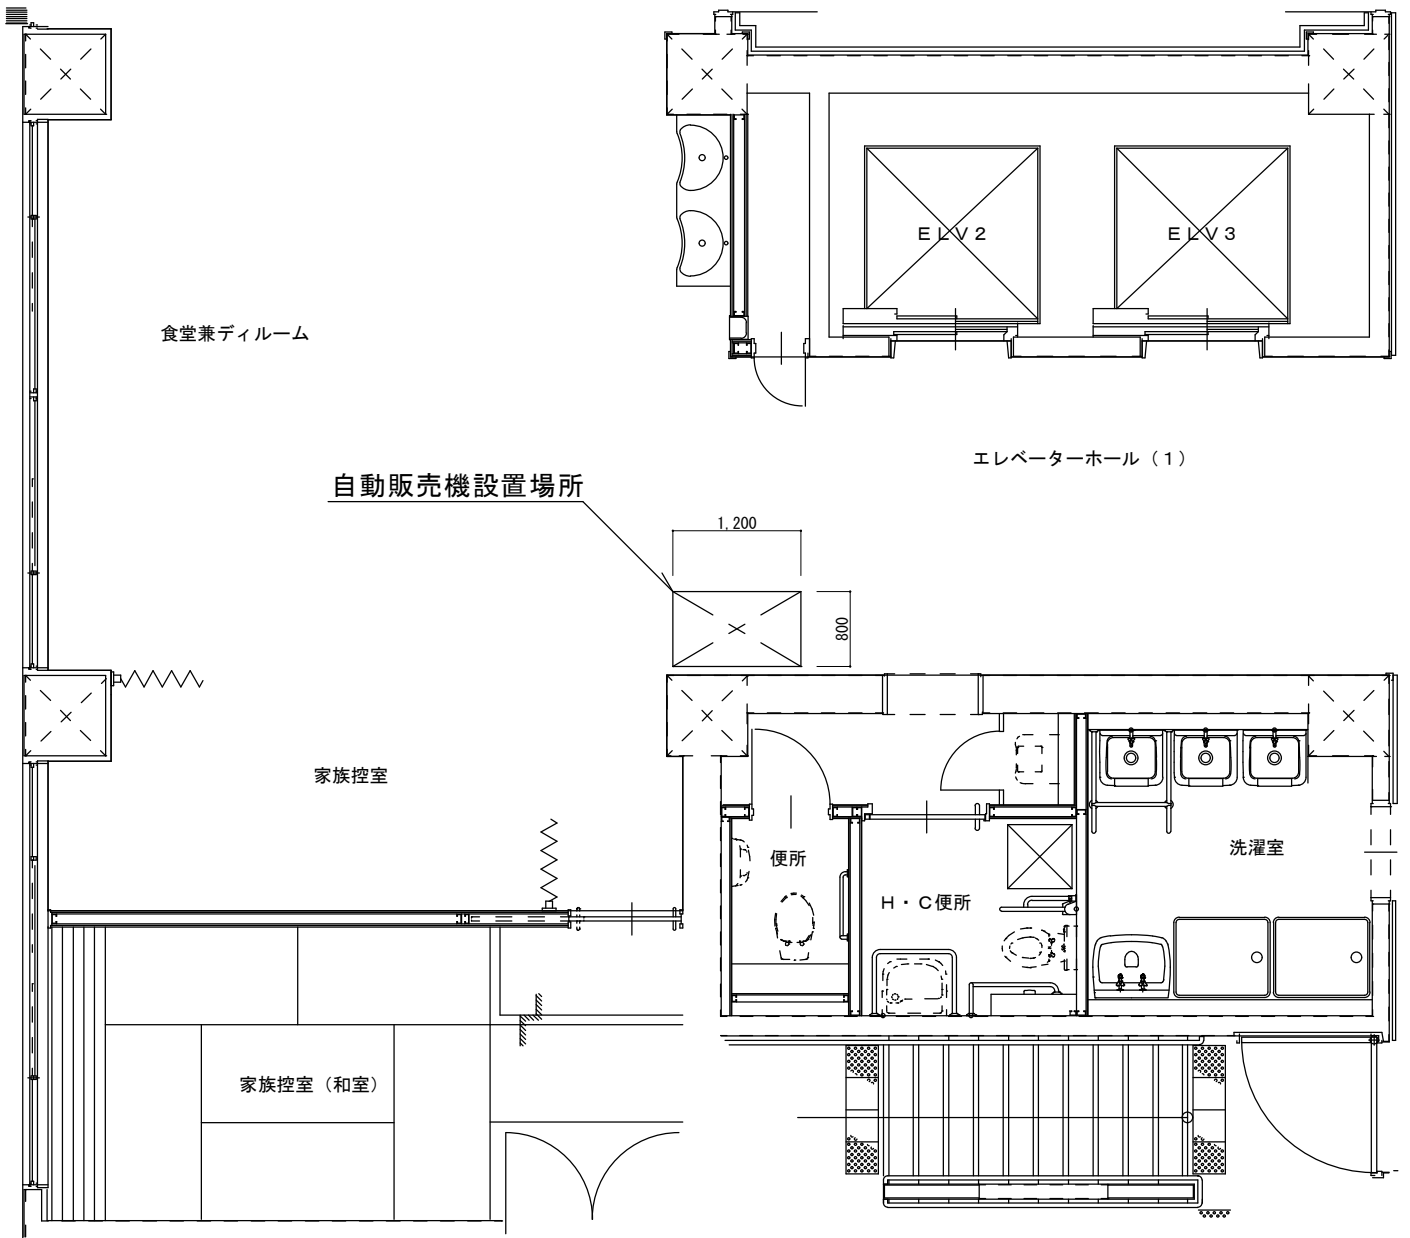 ELV2
ELV3
食堂兼ディルーム
エレベーターホール（1）
自動販売機設置場所
1,200
800
家族控室
便所
洗濯室
H・C便所
家族控室（和室）